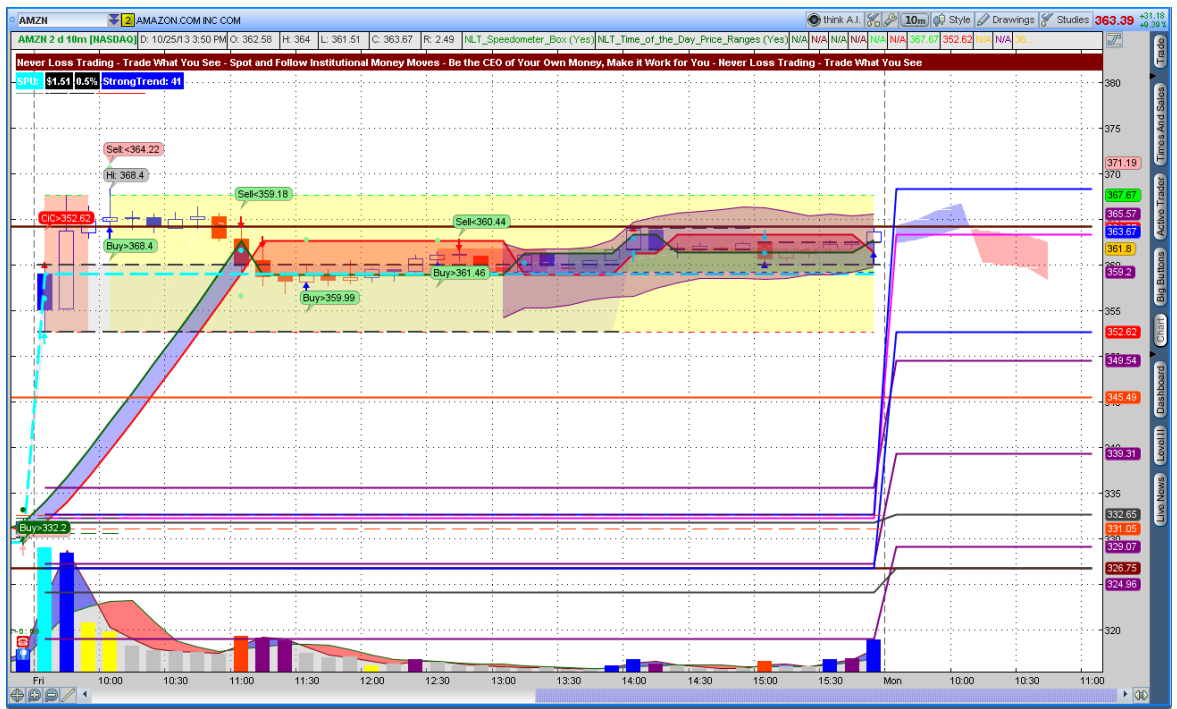 AMZN 2 AMAZON.COM INC COM think A.I. 10m Style Drawings Studies 363.39 +31.18
+9.39%
AMZN 2 d 10m [NASDAQ] D: 10/25/13 3:50 PM O: 362.58 H: 364 L: 361.51 C: 363.67 R: 2.49 NLT_Speedometer_Box (Yes) NLT_Time_of_the_Day_Price_Ranges (Yes) N/A N/A N/A N/A N/A N/A 367.67 352.62 N/A N/A
Never Loss Trading - Trade What You See - Spot and Follow Institutional Money Moves - Be the CEO of Your Own Money, Make it Work for You - Never Loss Trading - Trade What You See
SPU: $1.51 0.5% StrongTrend: 41
380
375
Sell:<364.22
371.19
Hi: 368.4
370
Sell<359.18
367.67
CIC>352.62
Sell<360.44
365.57
363.67
Buy>368.4
361.8
Buy>361.46
359.2
Buy>359.99
355
352.62
349.54
345.49
340
339.31
335
332.65
Buy>332.2
331.05
329.07
326.75
324.96
320
Fri 10:00 10:30 11:00 11:30 12:00 12:30 13:00 13:30 14:00 14:30 15:00 15:30 Mon 10:00 10:30 11:00
Trade
Times And Sales
Active Trader
Big Buttons
Chart
Dashboard
Level II
Live News